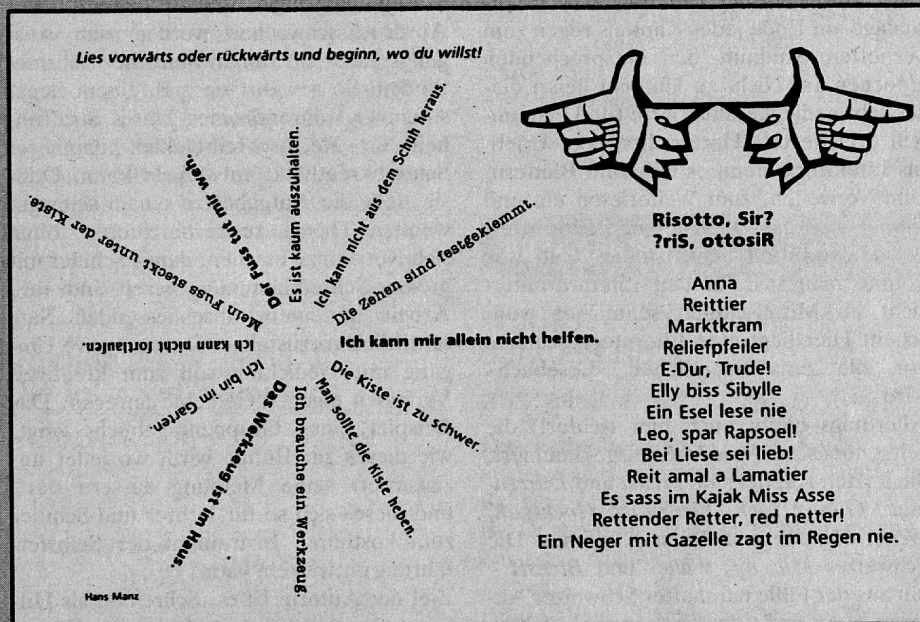 Lies vorwärts oder rückwärts und beginn, wo du willst!
Der Fuss tut mir weh.
Es ist kaum auszuhalten.
Ich kann nicht aus dem Schuh heraus.
Die Zehen sind festgeklemmt.
Ich kann mir allein nicht helfen.
Die Kiste ist zu schwer
Man sollte die Kiste heben.
Ich brauche ein Werkzeug.
Das Werkzeug ist im Haus.
Ich bin im Garten.
Ich kann nicht fortlaufen.
Mein Fuss steckt unter der Kiste.
Hans Manz
Risotto, Sir?
?riS, ottosiR
Anna
Reittier
Marktkram
Reliefpfeiler
E-Dur, Trude!
Elly biss Sibylle
Ein Esel lese nie
Leo, spar Rapsoel!
Bei Liese sei lieb!
Reit amal a Lamatier
Es sass im Kajak Miss Asse
Rettender Retter, red netter!
Ein Neger mit Gazelle zagt im Regen nie.